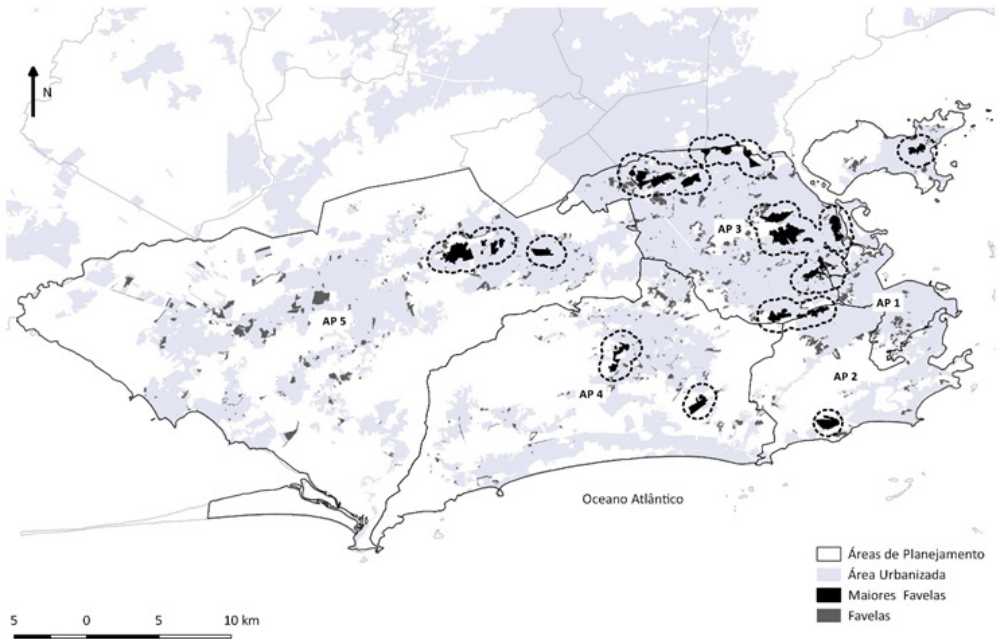 N
AP 3
AP 1
AP 5
AP 2
AP 4
Oceano Atlântico
Áreas de Planejamento
Área Urbanizada
Maiores Favelas
Favelas
5 0 5 10 km